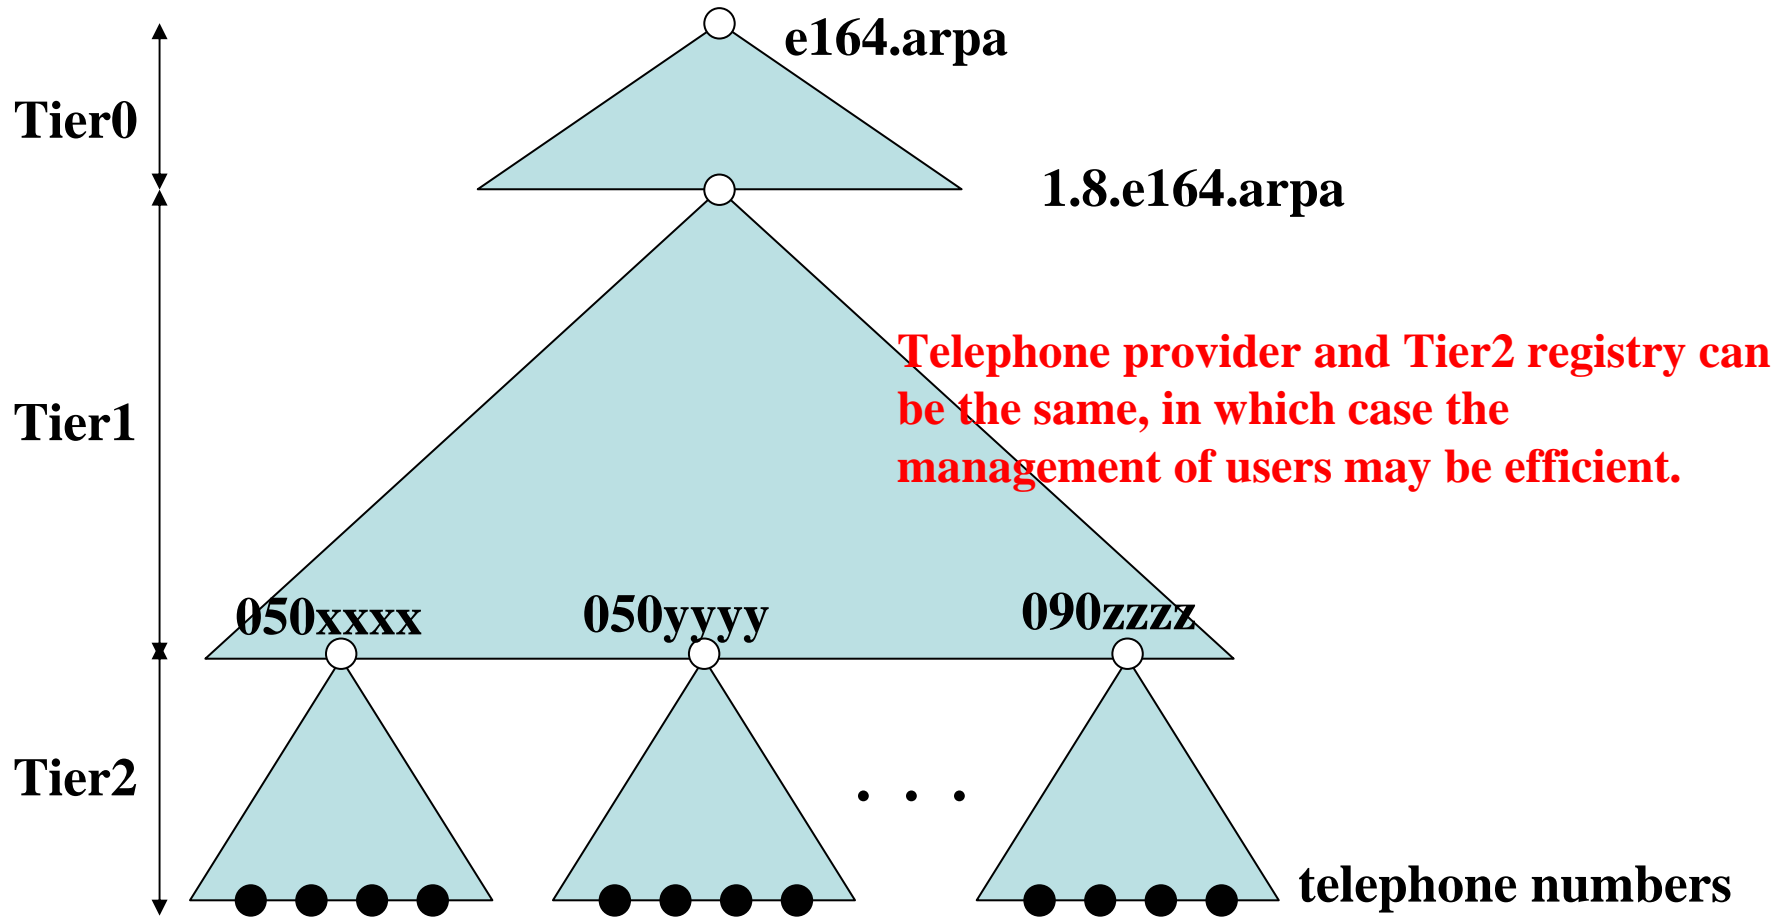 e164.arpa
Tier0
1.8.e164.arpa
Telephone provider and Tier2 registry can
be the same, in which case the
management of users may be efficient.
Tier1
050xxxx 050yyyy 090zzzz
Tier2
. . .
telephone numbers